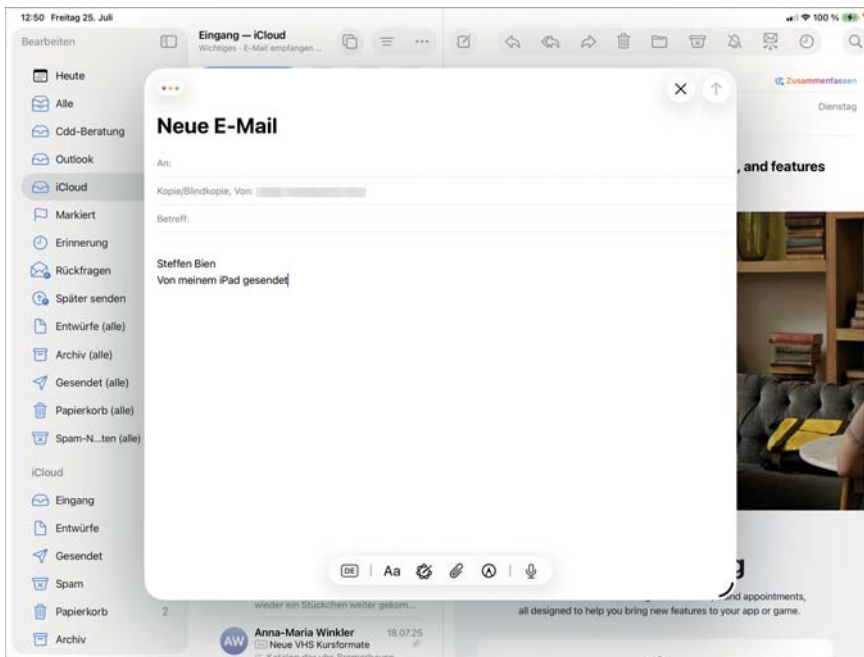 12:50 Freitag 25. Juli
100 %
Bearbeiten
Eingang — iCloud
Wichtiges · E-Mail empfangen ...
Heute
Alle
Cdd-Beratung
Outlook
iCloud
Markiert
Erinnerung
Rückfragen
Später senden
Entwürfe (alle)
Archiv (alle)
Gesendet (alle)
Papierkorb (alle)
Spam-N...ten (alle)
iCloud
Eingang
Entwürfe
Gesendet
Spam
Papierkorb 2
Archiv
Neue E-Mail
An:
Kopie/Blindkopie, Von:
Betreff:
Steffen Bien
Von meinem iPad gesendet
DE
Aa
wieder ein Stückchen weiter gekom...
AW
Anna-Maria Winkler 18.07.25
Neue VHS Kursformate
Zusammenfassen
Dienstag
, and features
and appointments,
all designed to help you bring new features to your app or game.